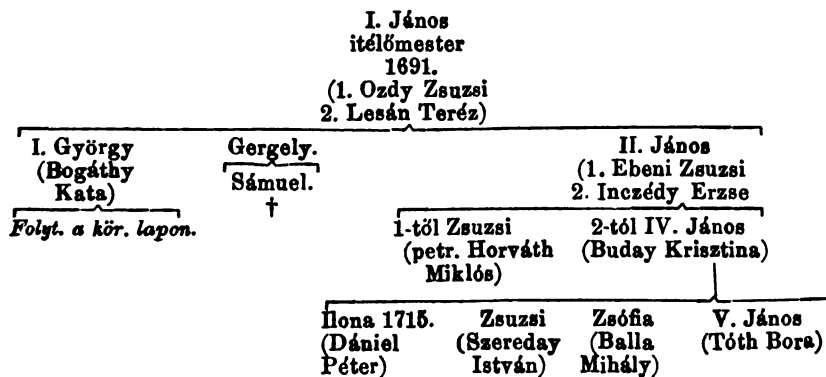 I. János
itélőmester
1691.
(1. Ozdy Zsuzsi
2. Lesán Teréz)
I. György
(Bogáthy
Kata)
Folyt. a köv. lapon.
Gergely.
Sámuel.
†
II. János
(1. Ebeni Zsuzsi
2. Inczédy Erzse
1-től Zsuzsi
(petr. Horváth
Miklós)
2-tól IV. János
(Buday Krisztina)
Ilona 1715.
(Dániel
Péter)
Zsuzsi
(Szereday
István)
Zsófia
(Balla
Mihály)
V. János
(Tóth Bora)